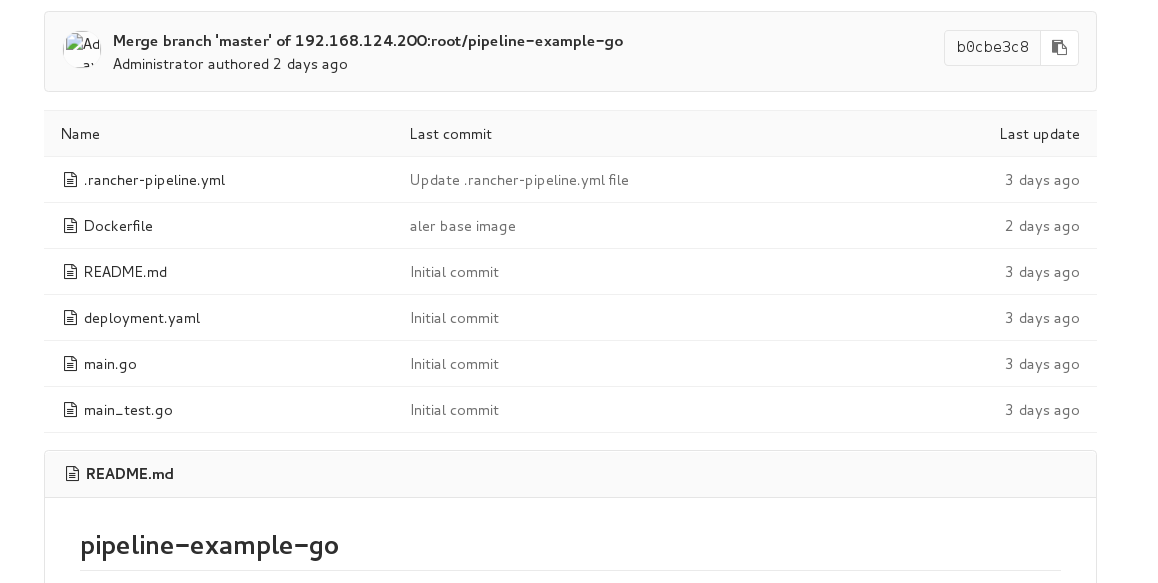 Merge branch 'master' of 192.168.124.200:root/pipeline-example-go
Administrator authored 2 days ago
b0cbe3c8
Name Last commit Last update
.rancher-pipeline.yml Update .rancher-pipeline.yml file 3 days ago
Dockerfile aler base image 2 days ago
README.md Initial commit 3 days ago
deployment.yaml Initial commit 3 days ago
main.go Initial commit 3 days ago
main_test.go Initial commit 3 days ago
README.md
pipeline-example-go